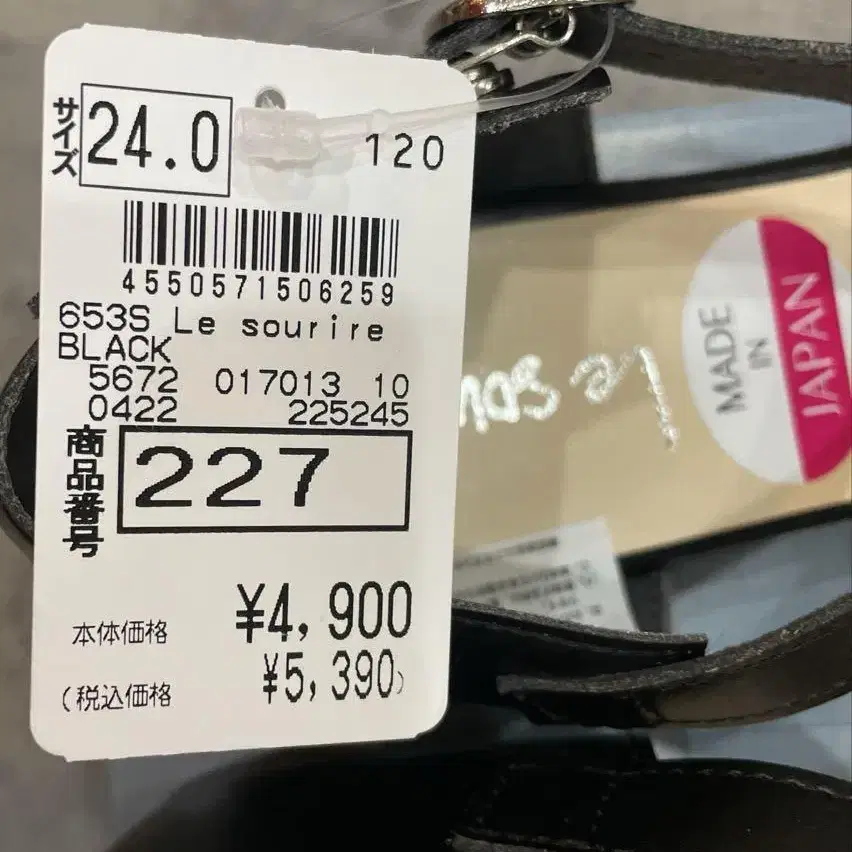 サイズ
24.0
120
4550571506259
653S Le sourire
BLACK
5672 017013 10
0422 225245
商品番号
227
本体価格 ¥4,900
(税込価格 ¥5,390)
MADE
IN
JAPAN